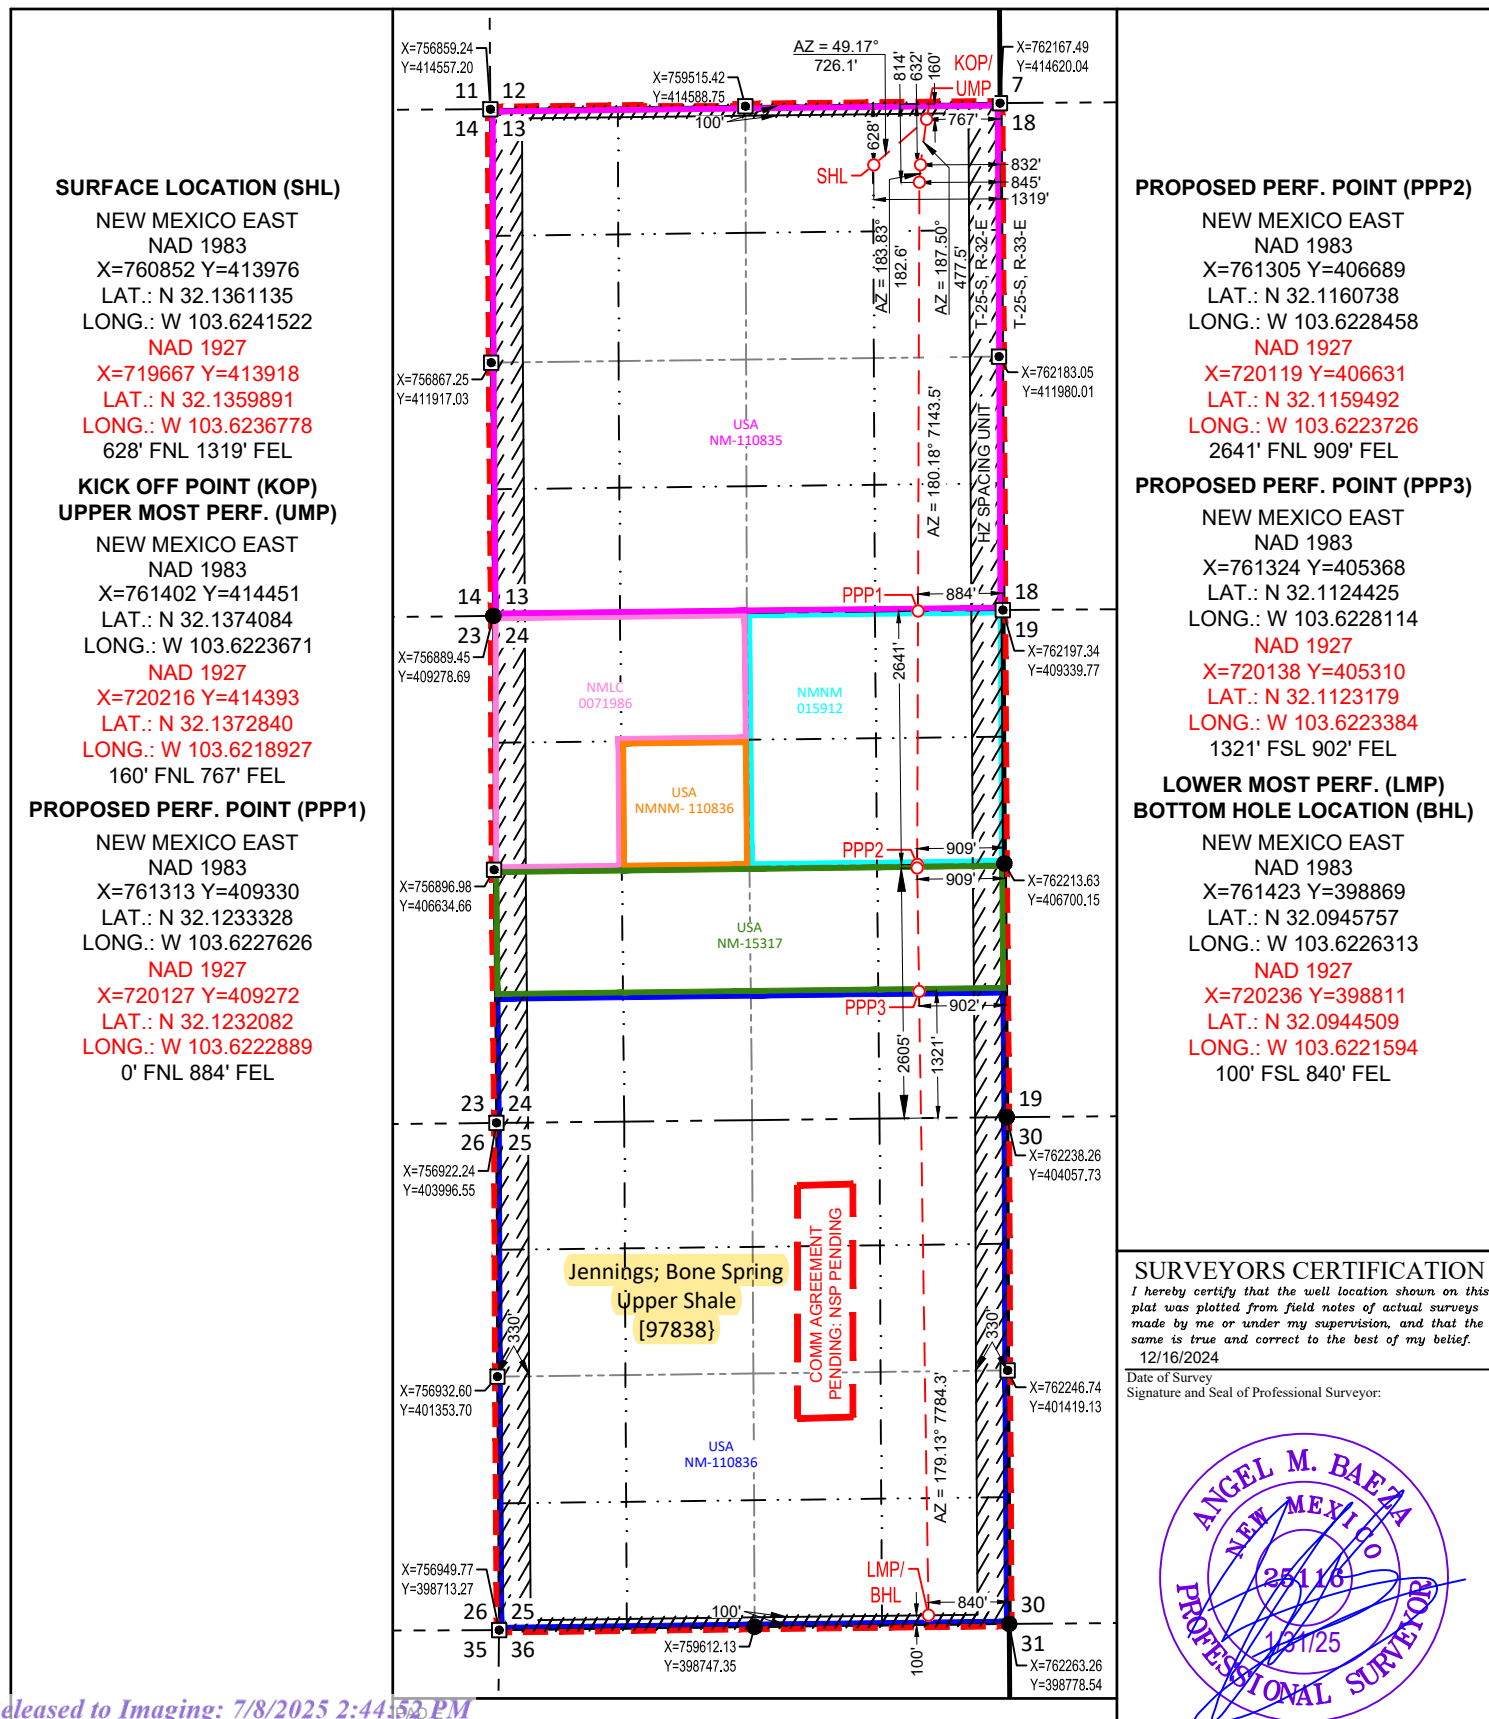 SURFACE LOCATION (SHL)
NEW MEXICO EAST
NAD 1983
X=760852 Y=413976
LAT.: N 32.1361135
LONG.: W 103.6241522
NAD 1927
X=719667 Y=413918
LAT.: N 32.1359891
LONG.: W 103.6236778
628' FNL 1319' FEL
KICK OFF POINT (KOP)
UPPER MOST PERF. (UMP)
NEW MEXICO EAST
NAD 1983
X=761402 Y=414451
LAT.: N 32.1374084
LONG.: W 103.6223671
NAD 1927
X=720216 Y=414393
LAT.: N 32.1372840
LONG.: W 103.6218927
160' FNL 767' FEL
PROPOSED PERF. POINT (PPP1)
NEW MEXICO EAST
NAD 1983
X=761313 Y=409330
LAT.: N 32.1233328
LONG.: W 103.6227626
NAD 1927
X=720127 Y=409272
LAT.: N 32.1232082
LONG.: W 103.6222889
0' FNL 884' FEL
X=756859.24
Y=414557.20
X=759515.42
Y=414588.75
AZ = 49.17°
726.1'
814'
632'
160'
KOP/
UMP
X=762167.49
Y=414620.04
11 12
7
14 13
18
100'
767'
628'
SHL
832'
845'
1319'
AZ = 183.83°
182.6'
AZ = 187.50°
477.5'
T-25-S, R-32-E
T-25-S, R-33-E
X=756867.25
Y=411917.03
X=762183.05
Y=411980.01
USA
NM-110835
AZ = 180.18° 7143.5'
HZ SPACING UNIT
14 13
PPP1
884'
18
23 24
19
X=756889.45
Y=409278.69
X=762197.34
Y=409339.77
2641'
NMLC
0071986
NMNM
015912
USA
NMNM- 110836
PPP2
909'
909'
X=756896.98
Y=406634.66
X=762213.63
Y=406700.15
USA
NM-15317
PPP3
902'
2605'
1321'
23 24
19
26 25
30
X=756922.24
Y=403996.55
X=762238.26
Y=404057.73
COMM AGREEMENT
PENDING; NSP PENDING
Jennings; Bone Spring
Upper Shale
[97838}
330'
330'
X=756932.60
Y=401353.70
X=762246.74
Y=401419.13
AZ = 179.13° 7784.3'
USA
NM-110836
X=756949.77
Y=398713.27
LMP/
BHL
100'
840'
26 25
30
35 36
31
X=759612.13
Y=398747.35
100'
X=762263.26
Y=398778.54
PROPOSED PERF. POINT (PPP2)
NEW MEXICO EAST
NAD 1983
X=761305 Y=406689
LAT.: N 32.1160738
LONG.: W 103.6228458
NAD 1927
X=720119 Y=406631
LAT.: N 32.1159492
LONG.: W 103.6223726
2641' FNL 909' FEL
PROPOSED PERF. POINT (PPP3)
NEW MEXICO EAST
NAD 1983
X=761324 Y=405368
LAT.: N 32.1124425
LONG.: W 103.6228114
NAD 1927
X=720138 Y=405310
LAT.: N 32.1123179
LONG.: W 103.6223384
1321' FSL 902' FEL
LOWER MOST PERF. (LMP)
BOTTOM HOLE LOCATION (BHL)
NEW MEXICO EAST
NAD 1983
X=761423 Y=398869
LAT.: N 32.0945757
LONG.: W 103.6226313
NAD 1927
X=720236 Y=398811
LAT.: N 32.0944509
LONG.: W 103.6221594
100' FSL 840' FEL
SURVEYORS CERTIFICATION
I hereby certify that the well location shown on this
plat was plotted from field notes of actual surveys
made by me or under my supervision, and that the
same is true and correct to the best of my belief.
12/16/2024
Date of Survey
Signature and Seal of Professional Surveyor:
ANGEL M. BAEZA
NEW MEXICO
25116
1/31/25
PROFESSIONAL SURVEYOR
eleased to Imaging: 7/8/2025 2:44:52 PM